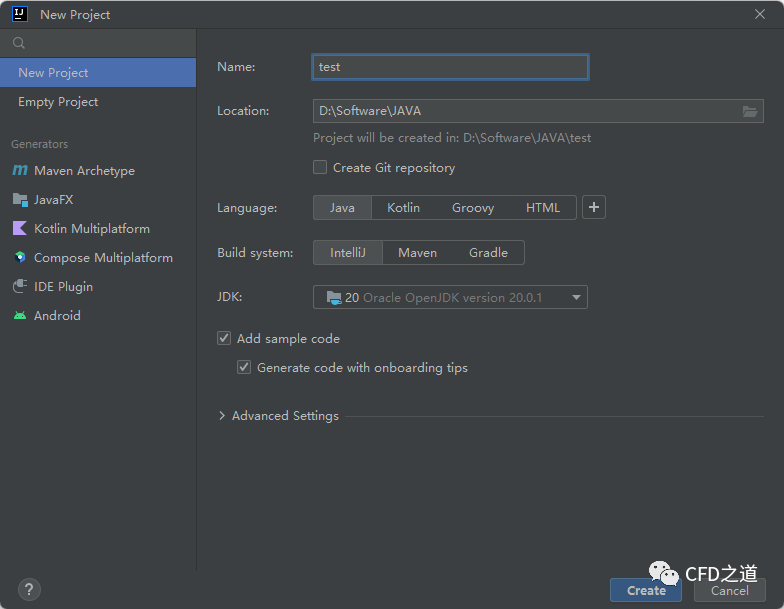 New Project
New Project
Empty Project
Generators
Maven Archetype
JavaFX
Kotlin Multiplatform
Compose Multiplatform
IDE Plugin
Android
Name: test
Location: D:\Software\JAVA
Project will be created in: D:\Software\JAVA\test
Create Git repository
Language: Java Kotlin Groovy HTML +
Build system: IntelliJ Maven Gradle
JDK: 20 Oracle OpenJDK version 20.0.1
Add sample code
Generate code with onboarding tips
Advanced Settings
CFD之道
? Create Cancel